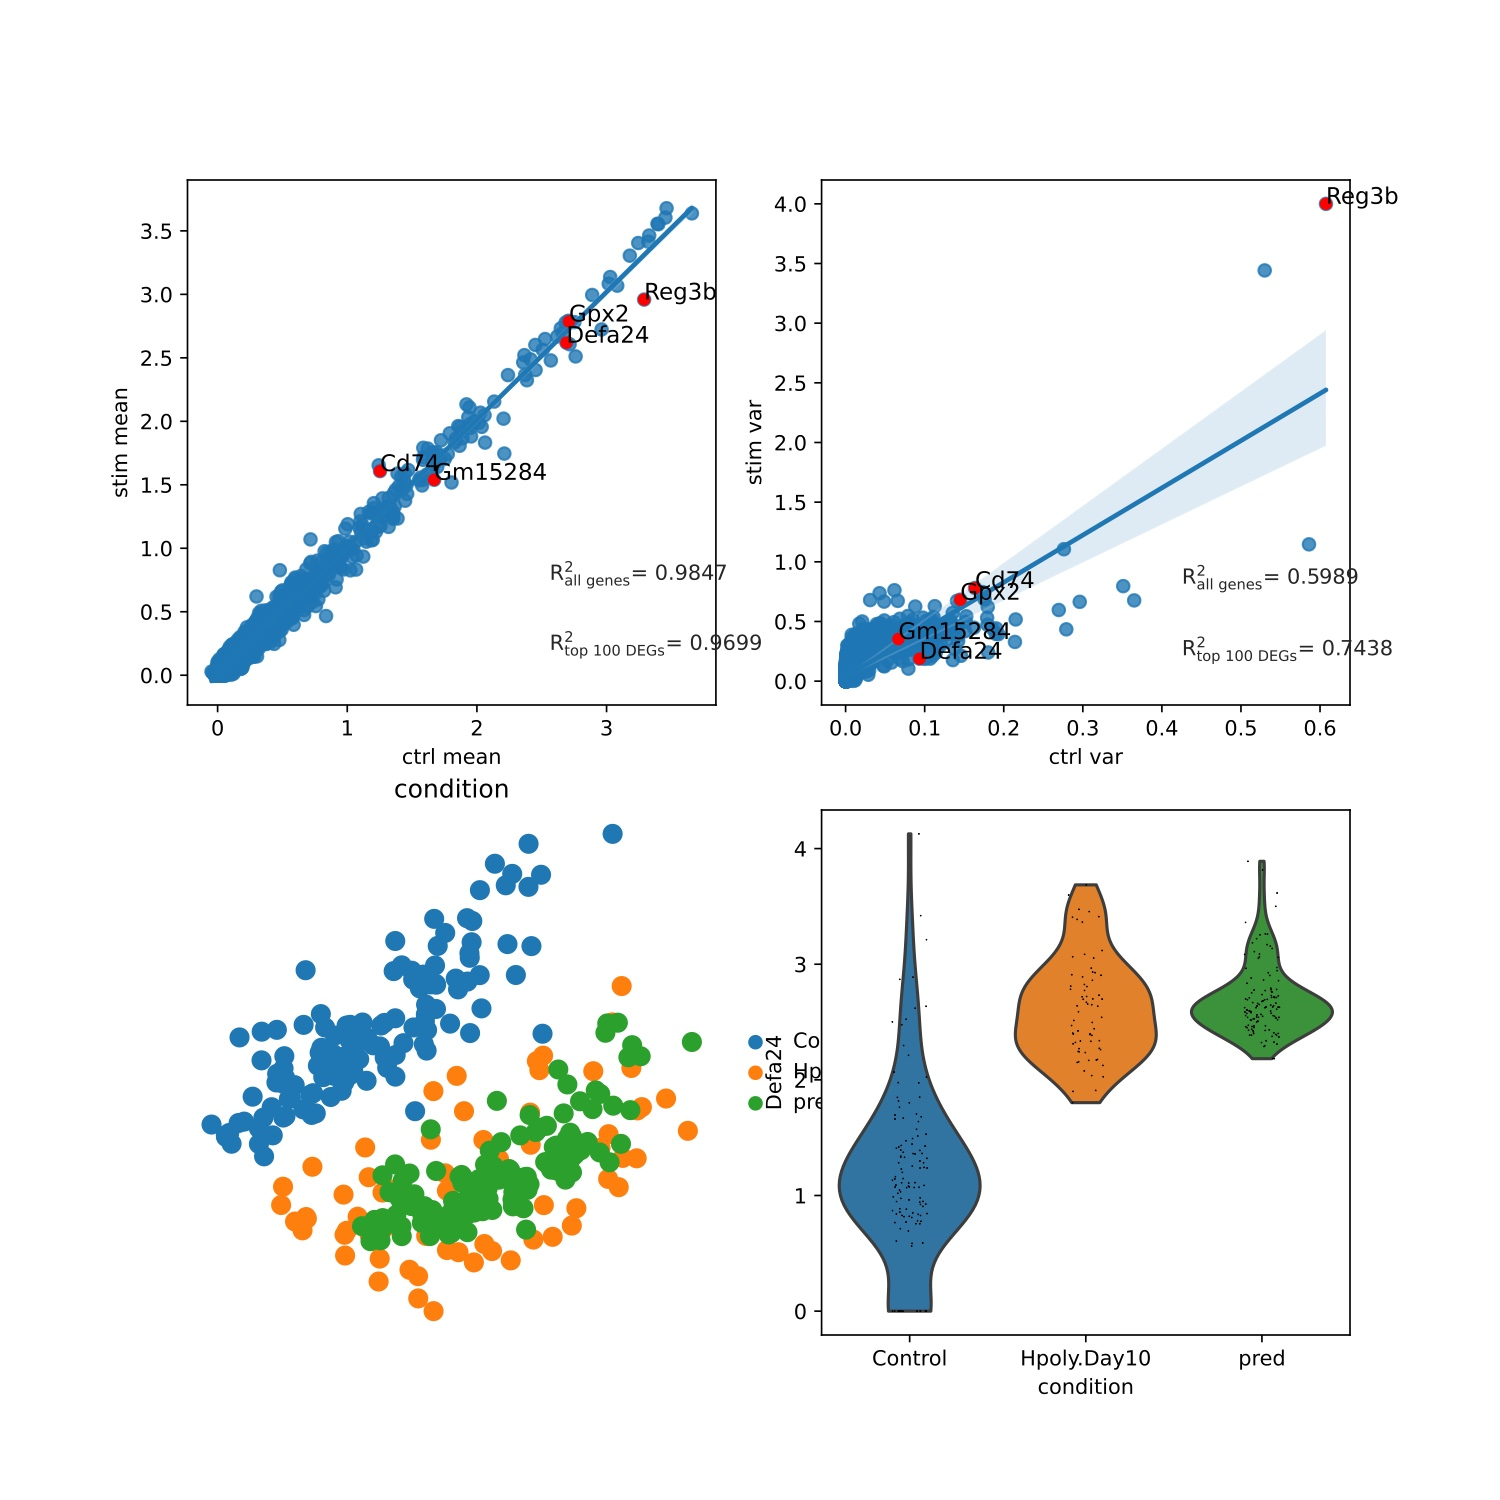 3.5
3.0
2.5
2.0
1.5
1.0
0.5
0.0
stim mean
Reg3b
Gpx2
Defa24
Cd74
Gm15284
R²all genes= 0.9847
R²top 100 DEGs= 0.9699
0 1 2 3
ctrl mean
4.0
3.5
3.0
2.5
2.0
1.5
1.0
0.5
0.0
stim var
Reg3b
Cd74
Gpx2
Gm15284
Defa24
R²all genes= 0.5989
R²top 100 DEGs= 0.7438
0.0 0.1 0.2 0.3 0.4 0.5 0.6
ctrl var
condition
Co
Hp
pre
Defa24
4
3
2
1
0
Control Hpoly.Day10 pred
condition